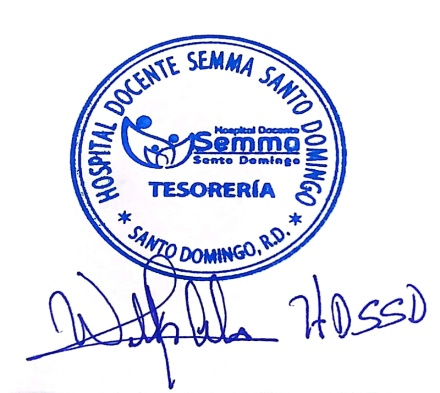 HOSPITAL DOCENTE SEMMA SANTO DOMINGO
Hospital Docente
Semma
Santo Domingo
TESORERÍA
* SANTO DOMINGO, R.D. *
HDSSD